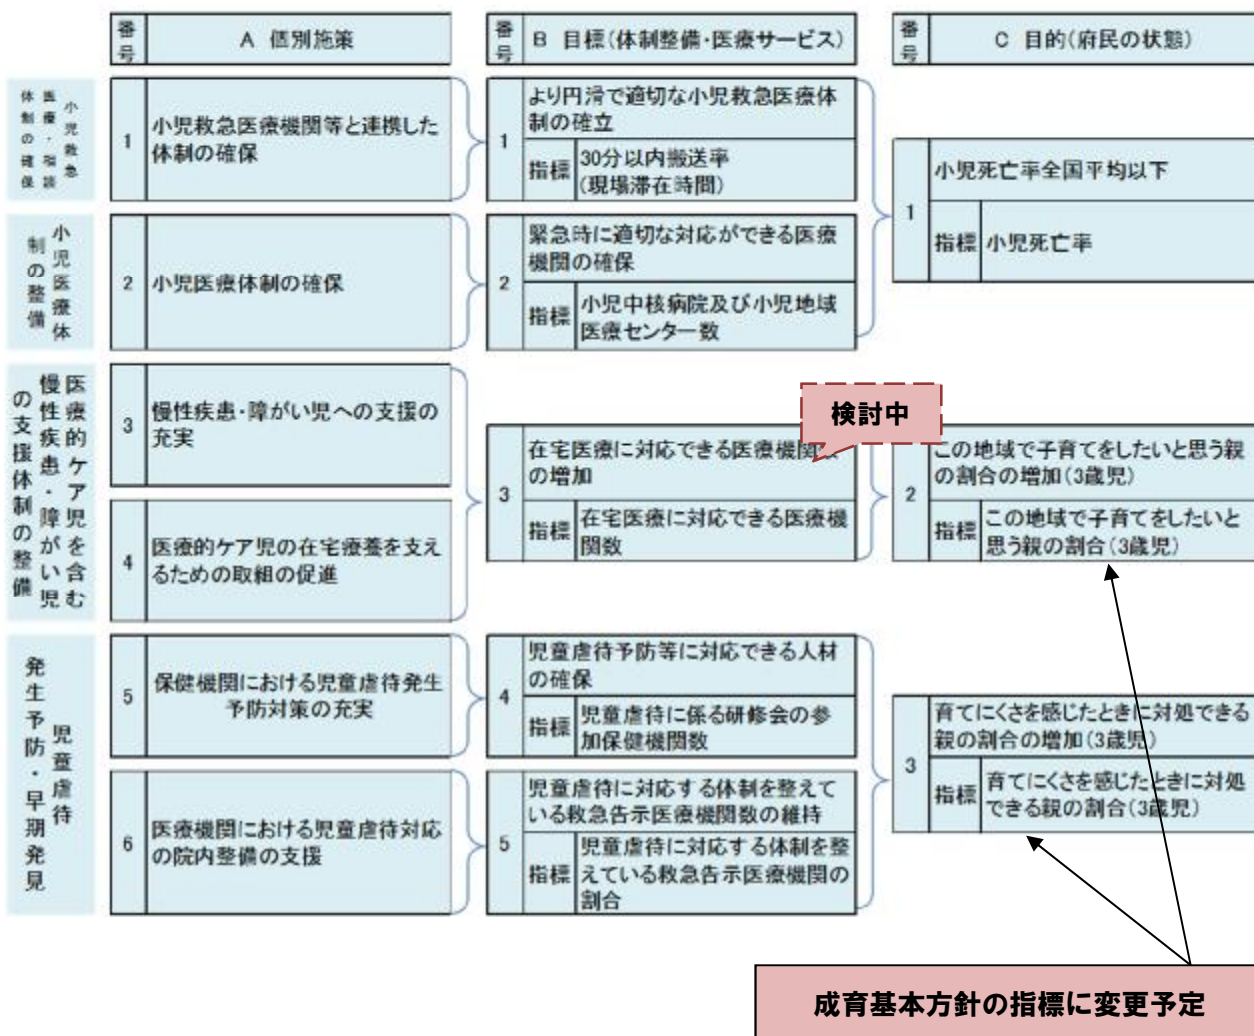 番号
A 個別施策
番号
B 目標(体制整備・医療サービス)
番号
C 目的(府民の状態)
小児救急
医療・相談
体制の確保
1
小児救急医療機関等と連携した
体制の確保
1
より円滑で適切な小児救急医療体
制の確立
指標
30分以内搬送率
(現場滞在時間)
1
小児死亡率全国平均以下
指標
小児死亡率
小児医療体
制の整備
2
小児医療体制の確保
2
緊急時に適切な対応ができる医療
機関の確保
指標
小児中核病院及び小児地域
医療センター数
医療的ケア児を含む
慢性疾患・障がい児
の支援体制の整備
3
慢性疾患・障がい児への支援の
充実
4
医療的ケア児の在宅療養を支え
るための取組の促進
検討中
3
在宅医療に対応できる医療機関数
の増加
指標
在宅医療に対応できる医療機
関数
2
この地域で子育てをしたいと思う親
の割合の増加(3歳児)
指標
この地域で子育てをしたいと
思う親の割合(3歳児)
児童虐待
発生予防・早期発見
5
保健機関における児童虐待発生
予防対策の充実
4
児童虐待予防等に対応できる人材
の確保
指標
児童虐待に係る研修会の参
加保健機関数
6
医療機関における児童虐待対応
の院内整備の支援
5
児童虐待に対応する体制を整えて
いる救急告示医療機関数の維持
指標
児童虐待に対応する体制を整
えている救急告示医療機関の
割合
3
育てにくさを感じたときに対処できる
親の割合の増加(3歳児)
指標
育てにくさを感じたときに対処
できる親の割合(3歳児)
成育基本方針の指標に変更予定